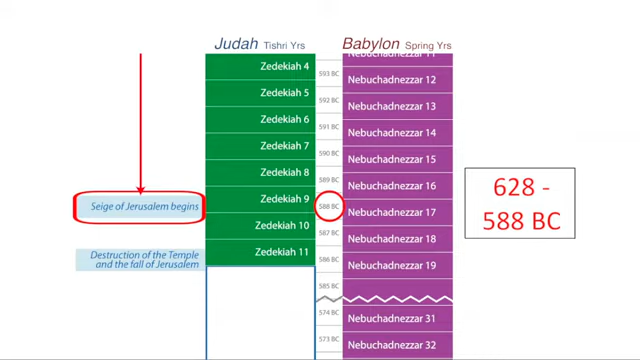 Judah Tishri Yrs
Babylon Spring Yrs
Nebuchadnezzar 11
Zedekiah 4
593 BC
Nebuchadnezzar 12
Zedekiah 5
592 BC
Nebuchadnezzar 13
Zedekiah 6
591 BC
Nebuchadnezzar 14
Zedekiah 7
590 BC
Nebuchadnezzar 15
Zedekiah 8
589 BC
Nebuchadnezzar 16
Seige of Jerusalem begins
Zedekiah 9
588 BC
Nebuchadnezzar 17
628 -
588 BC
Zedekiah 10
587 BC
Nebuchadnezzar 18
Destruction of the Temple
and the fall of Jerusalem
Zedekiah 11
586 BC
Nebuchadnezzar 19
585 BC
574 BC
Nebuchadnezzar 31
573 BC
Nebuchadnezzar 32